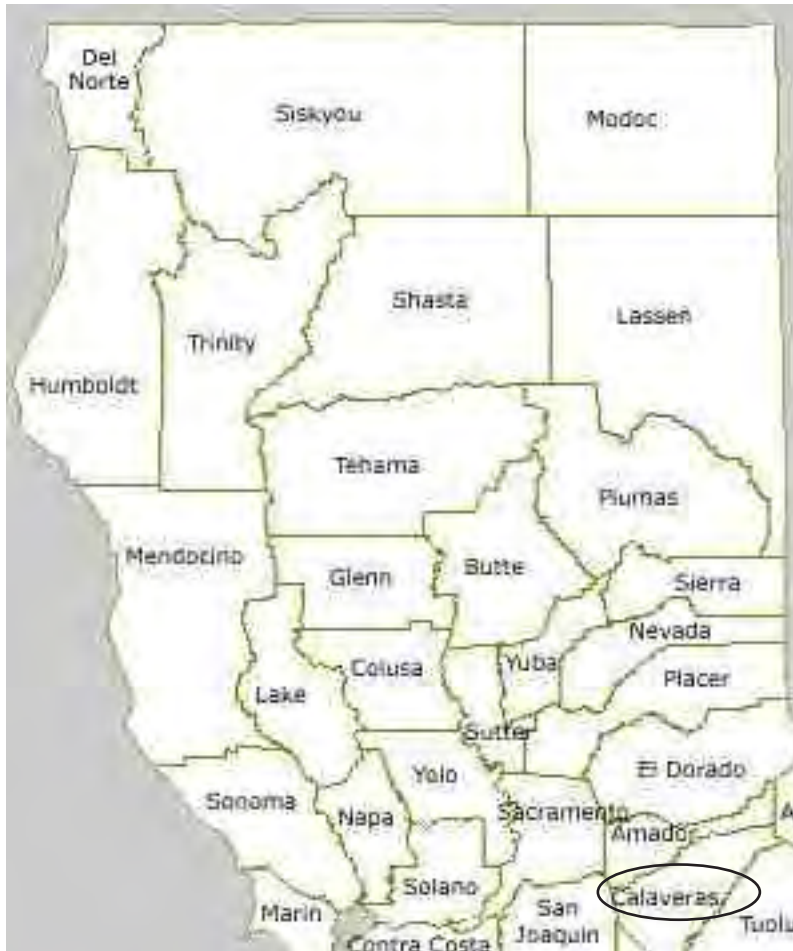 Del
Norte
Siskyou
Modoc
Shasta
Lassen
Trinity
Humboldt
Tehama
Plumas
Mendocino
Glenn
Butte
Sierra
Nevada
Colusa
Yuba
Placer
Lake
Sutter
Yolo
El Dorado
Sonoma
Napa
Sacramento
Amador
A
Solano
Calaveras
Marin
San
Joaquin
Tuolu
Contra Costa